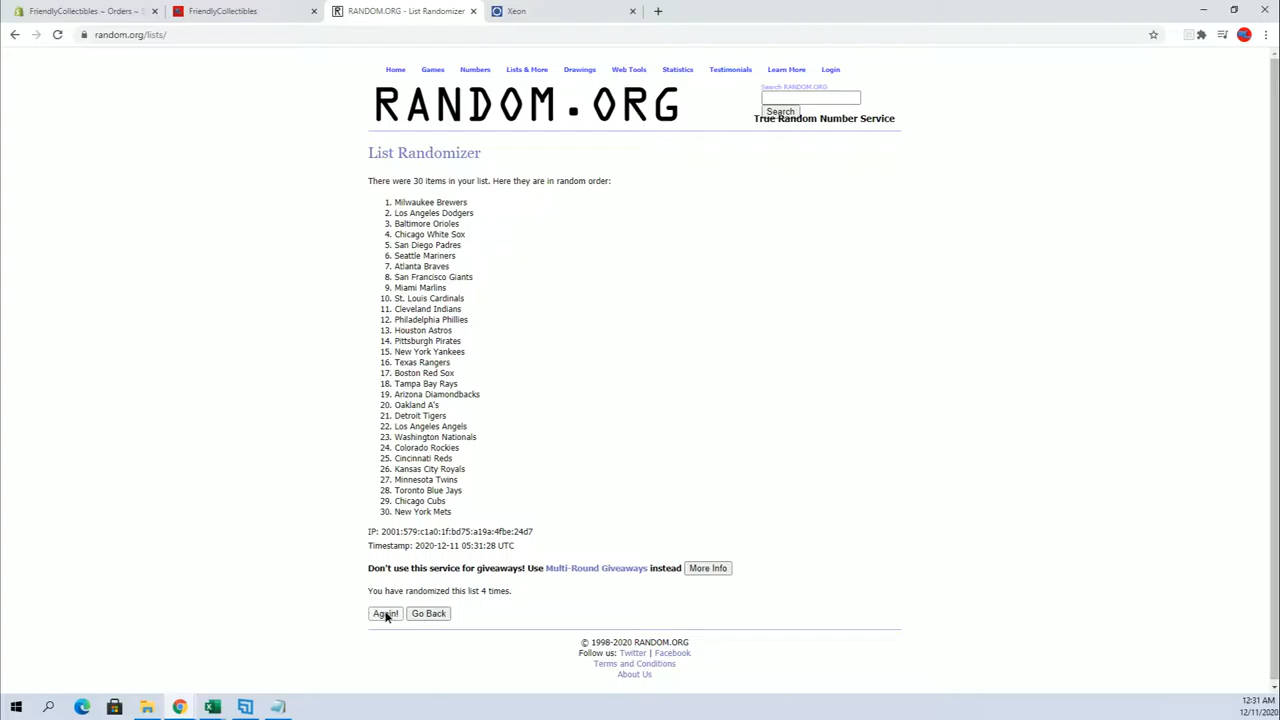 FriendlyCollectibles ~ Orders ~ S
FriendlyCollectibles
RANDOM.ORG - List Randomizer
Xeon
random.org/lists/
Home Games Numbers Lists & More Drawings Web Tools Statistics Testimonials Learn More Login
RANDOM.ORG
Search RANDOM.ORG
Search
True Random Number Service
List Randomizer
There were 30 items in your list. Here they are in random order:
1. Milwaukee Brewers
2. Los Angeles Dodgers
3. Baltimore Orioles
4. Chicago White Sox
5. San Diego Padres
6. Seattle Mariners
7. Atlanta Braves
8. San Francisco Giants
9. Miami Marlins
10. St. Louis Cardinals
11. Cleveland Indians
12. Philadelphia Phillies
13. Houston Astros
14. Pittsburgh Pirates
15. New York Yankees
16. Texas Rangers
17. Boston Red Sox
18. Tampa Bay Rays
19. Arizona Diamondbacks
20. Oakland A's
21. Detroit Tigers
22. Los Angeles Angels
23. Washington Nationals
24. Colorado Rockies
25. Cincinnati Reds
26. Kansas City Royals
27. Minnesota Twins
28. Toronto Blue Jays
29. Chicago Cubs
30. New York Mets
IP: 2001:579:c1a0:1f:bd75:a19a:4fbe:24d7
Timestamp: 2020-12-11 05:31:28 UTC
Don't use this service for giveaways! Use Multi-Round Giveaways instead More Info
You have randomized this list 4 times.
Again! Go Back
© 1998-2020 RANDOM.ORG
Follow us: Twitter | Facebook
Terms and Conditions
About Us
12:31 AM
12/11/2020